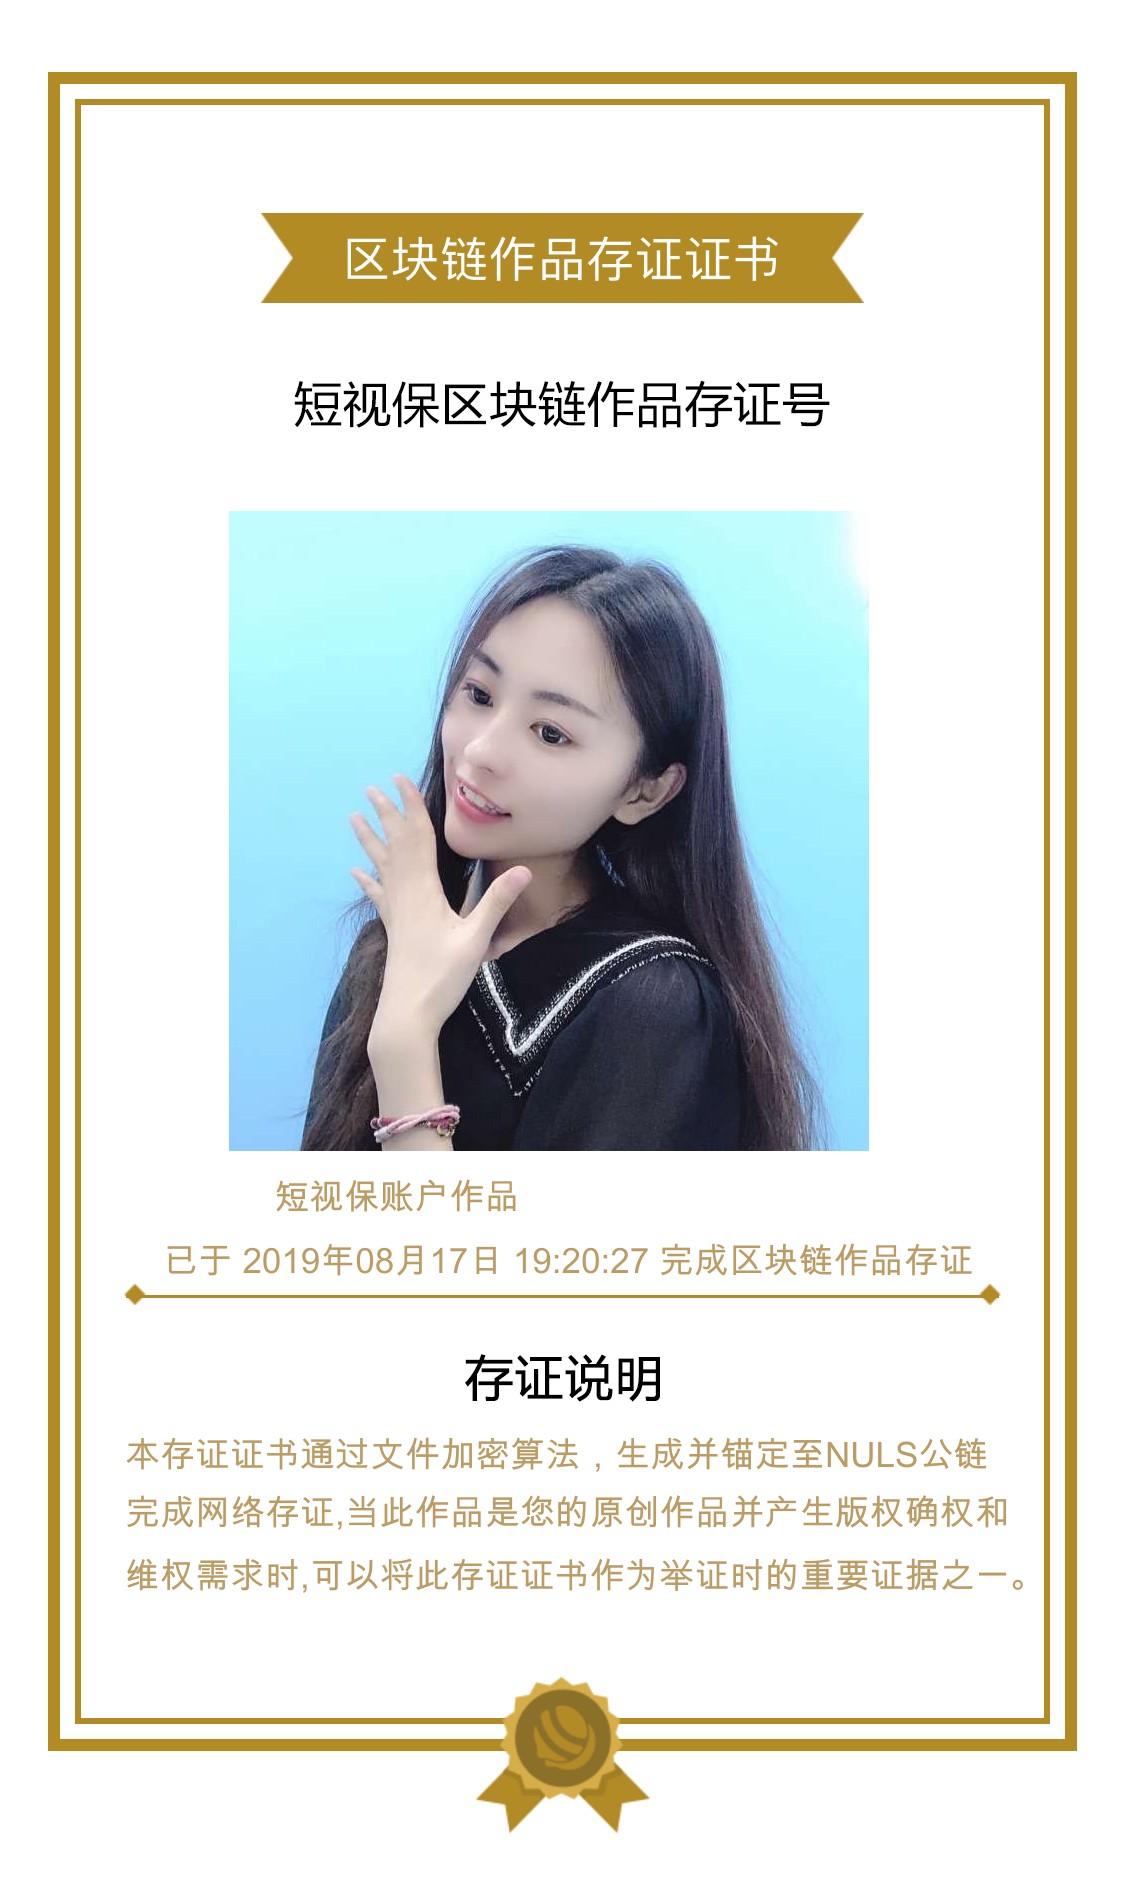 区块链作品存证证书
短视保区块链作品存证号
短视保账户作品
已于 2019年08月17日 19:20:27 完成区块链作品存证
存证说明
本存证证书通过文件加密算法，生成并锚定至NULS公链
完成网络存证,当此作品是您的原创作品并产生版权确权和
维权需求时,可以将此存证证书作为举证时的重要证据之一。